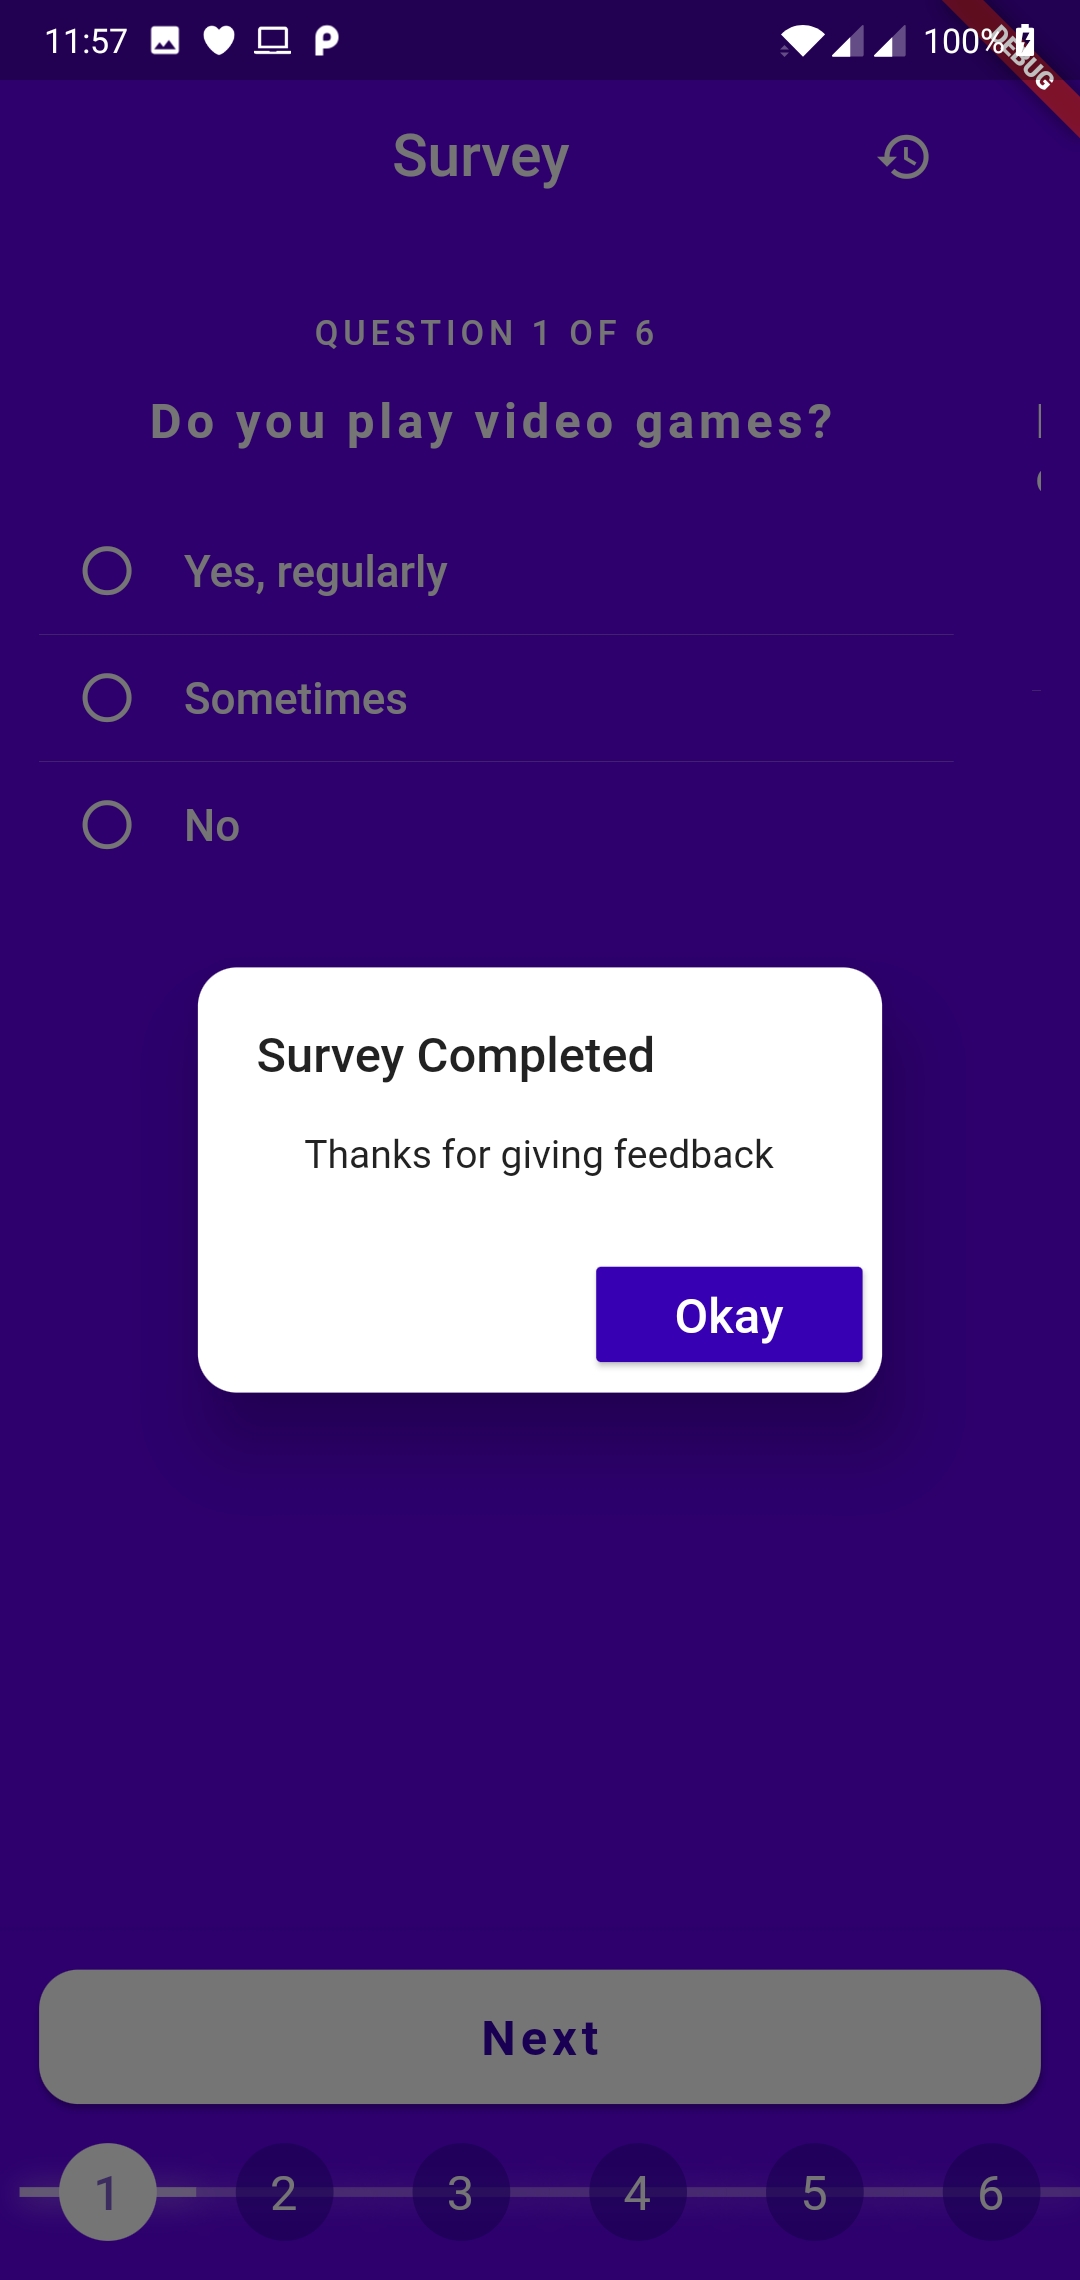 11:57
100%
DEBUG
Survey
QUESTION 1 OF 6
Do you play video games?
Yes, regularly
Sometimes
No
Survey Completed
Thanks for giving feedback
Okay
Next
1 2 3 4 5 6